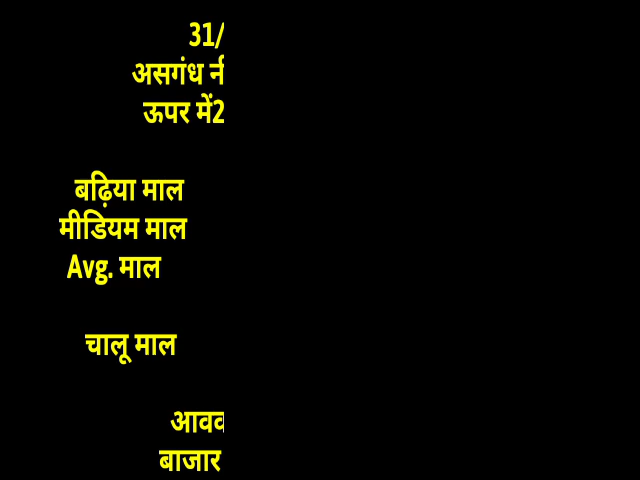 31/
असगंध नी
ऊपर में2
बढ़िया माल
मीडियम माल
Avg. माल
चालू माल
आवव
बाजार